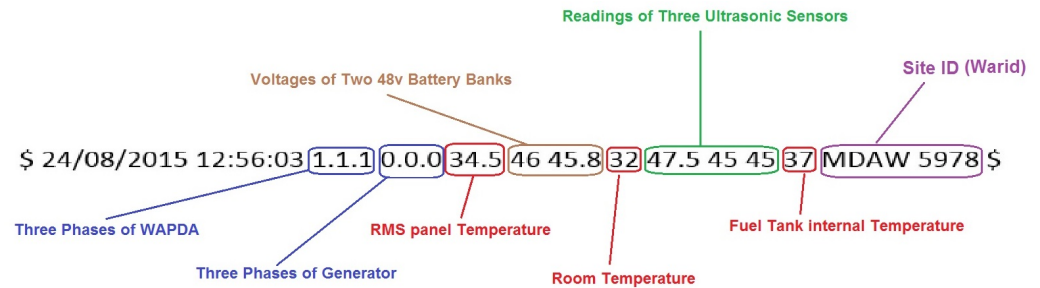 Readings of Three Ultrasonic Sensors
Site ID (Warid)
Voltages of Two 48v Battery Banks
$ 24/08/2015 12:56:03 1.1.1 0.0.0 34.5 46 45.8 32 47.5 45 45 37 MDAW 5978 $
Three Phases of WAPDA
RMS panel Temperature
Fuel Tank internal Temperature
Three Phases of Generator
Room Temperature